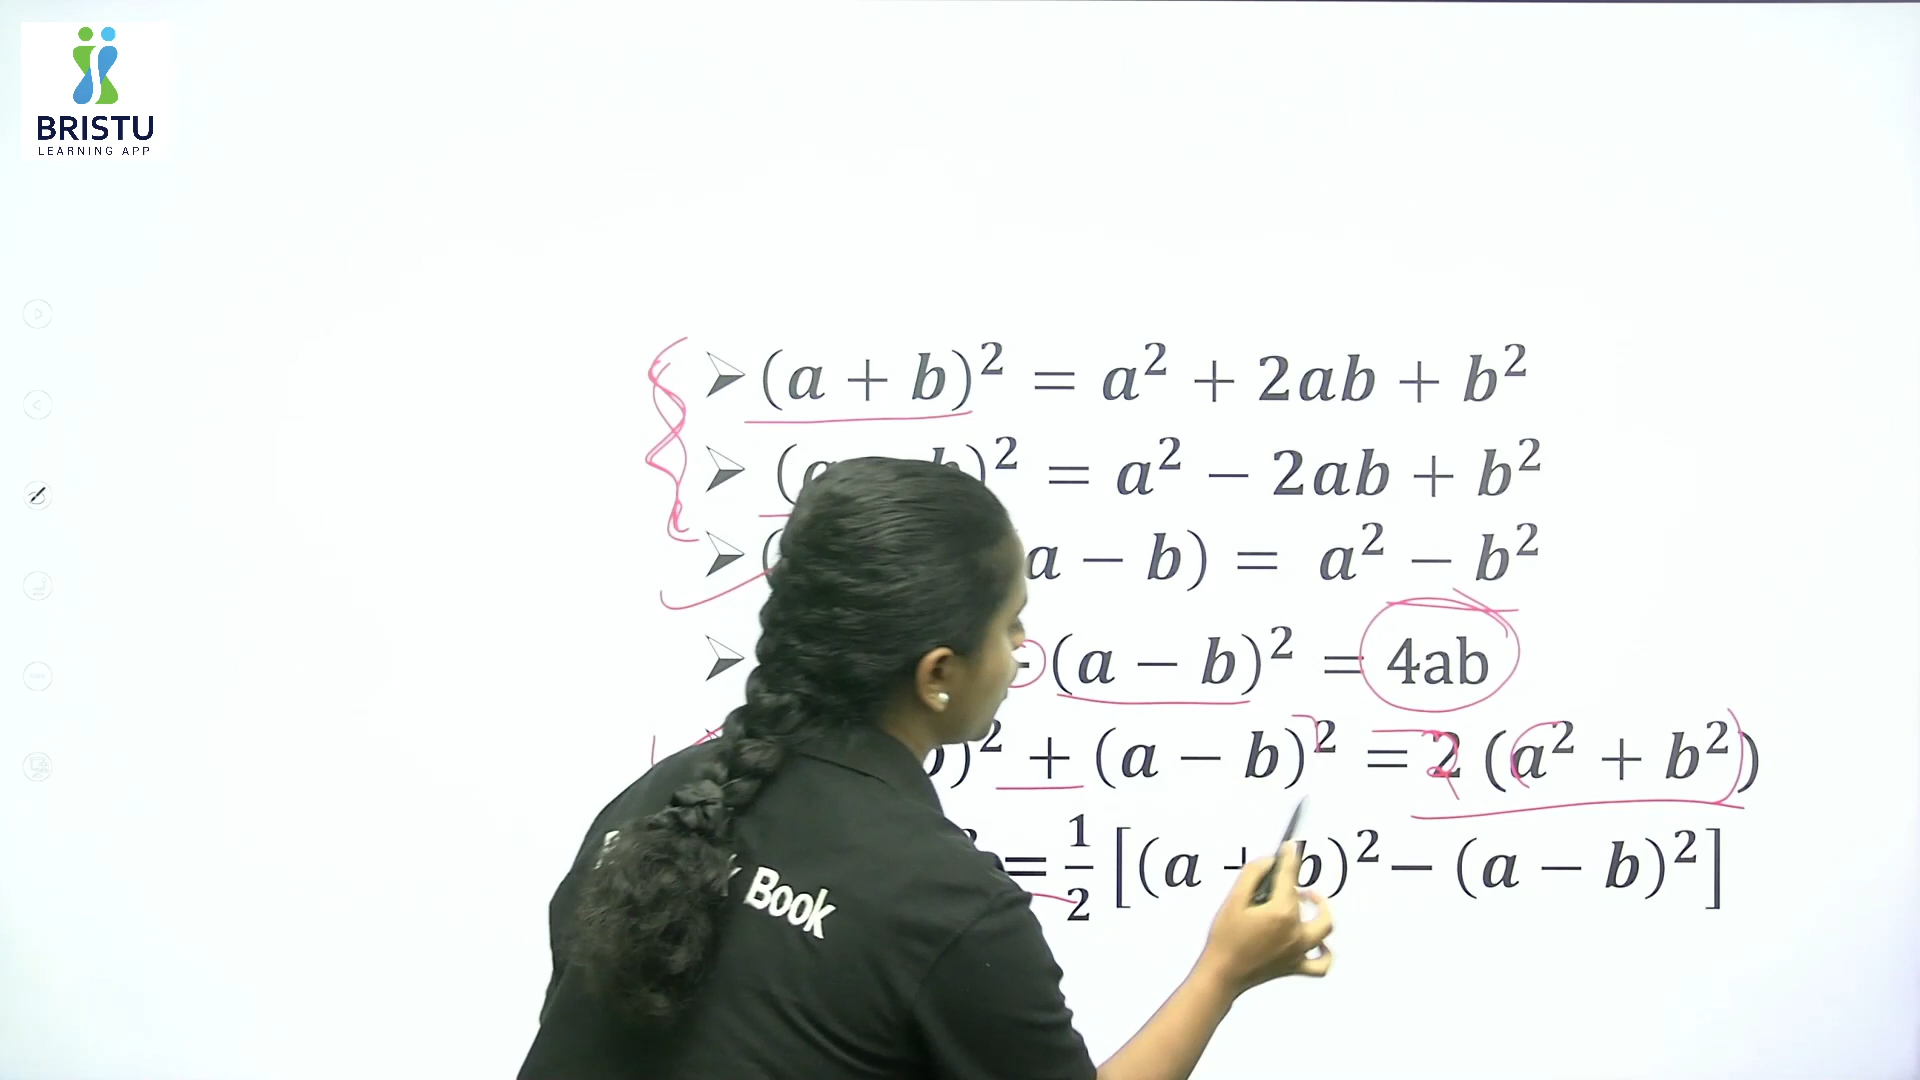 BRISTU
LEARNING APP
(a + b)² = a² + 2ab + b²
)² = a² − 2ab + b²
a − b) = a² − b²
− (a − b)² = 4ab
)² + (a − b)² = 2 (a² + b²)
= 1/2 [(a + b)² − (a − b)²]
Book